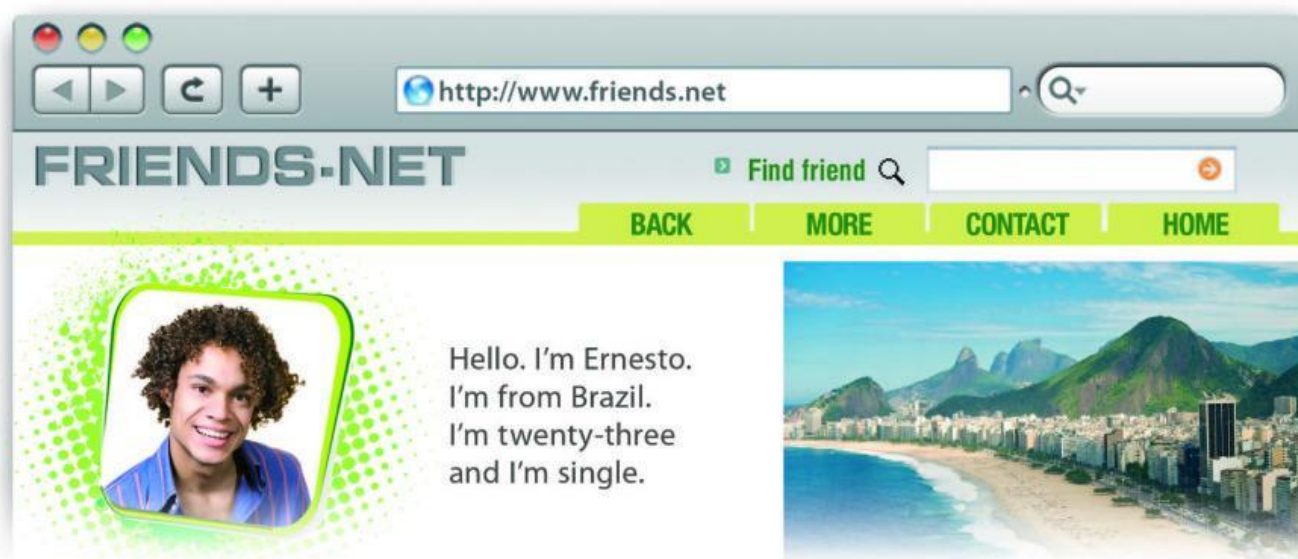 http://www.friends.net
FRIENDS-NET
Find friend
BACK MORE CONTACT HOME
Hello. I'm Ernesto.
I'm from Brazil.
I'm twenty-three
and I'm single.